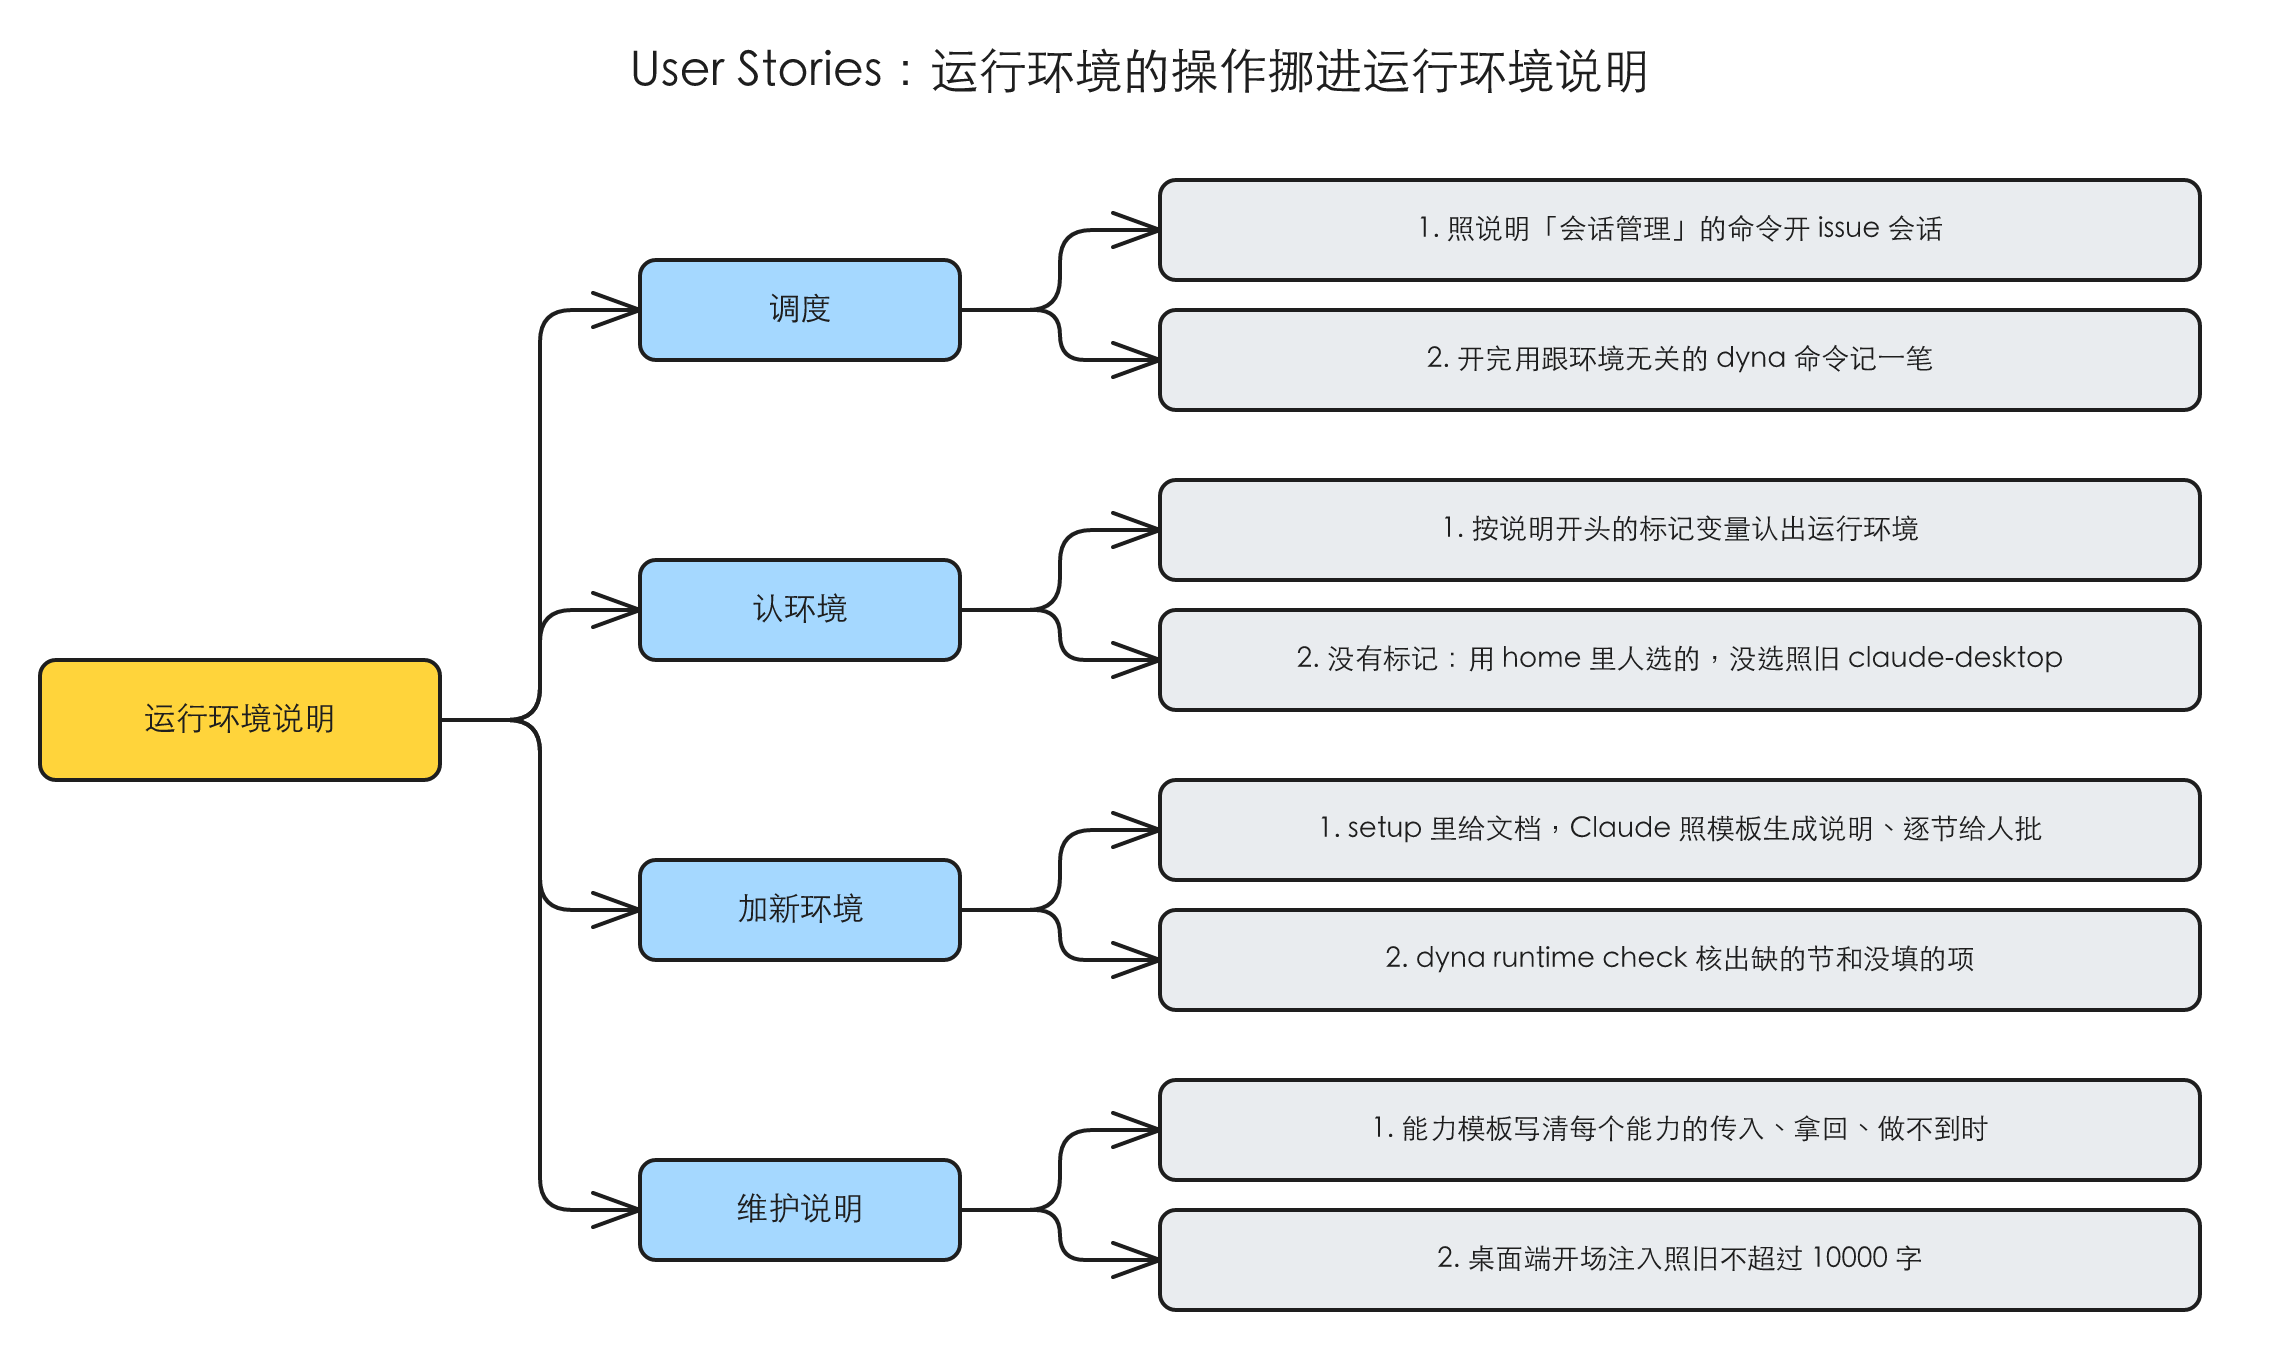 User Stories：运行环境的操作挪进运行环境说明
1. 照说明「会话管理」的命令开 issue 会话
调度
2. 开完用跟环境无关的 dyna 命令记一笔
1. 按说明开头的标记变量认出运行环境
认环境
2. 没有标记：用 home 里人选的，没选照旧 claude-desktop
运行环境说明
1. setup 里给文档，Claude 照模板生成说明、逐节给人批
加新环境
2. dyna runtime check 核出缺的节和没填的项
1. 能力模板写清每个能力的传入、拿回、做不到时
维护说明
2. 桌面端开场注入照旧不超过 10000 字